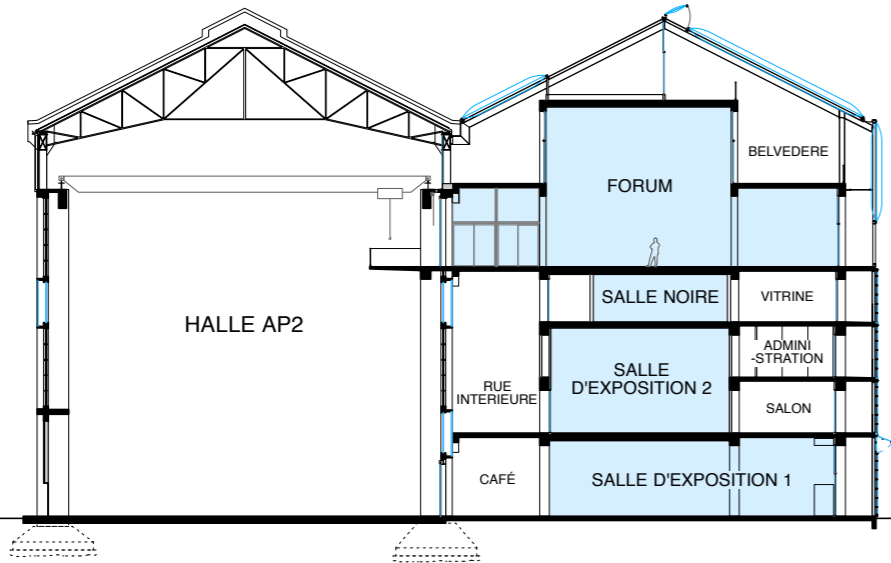 BELVEDERE
FORUM
SALLE NOIRE
VITRINE
HALLE AP2
ADMINI
-STRATION
SALLE
D'EXPOSITION 2
RUE
INTERIEURE
SALON
CAFÉ
SALLE D'EXPOSITION 1